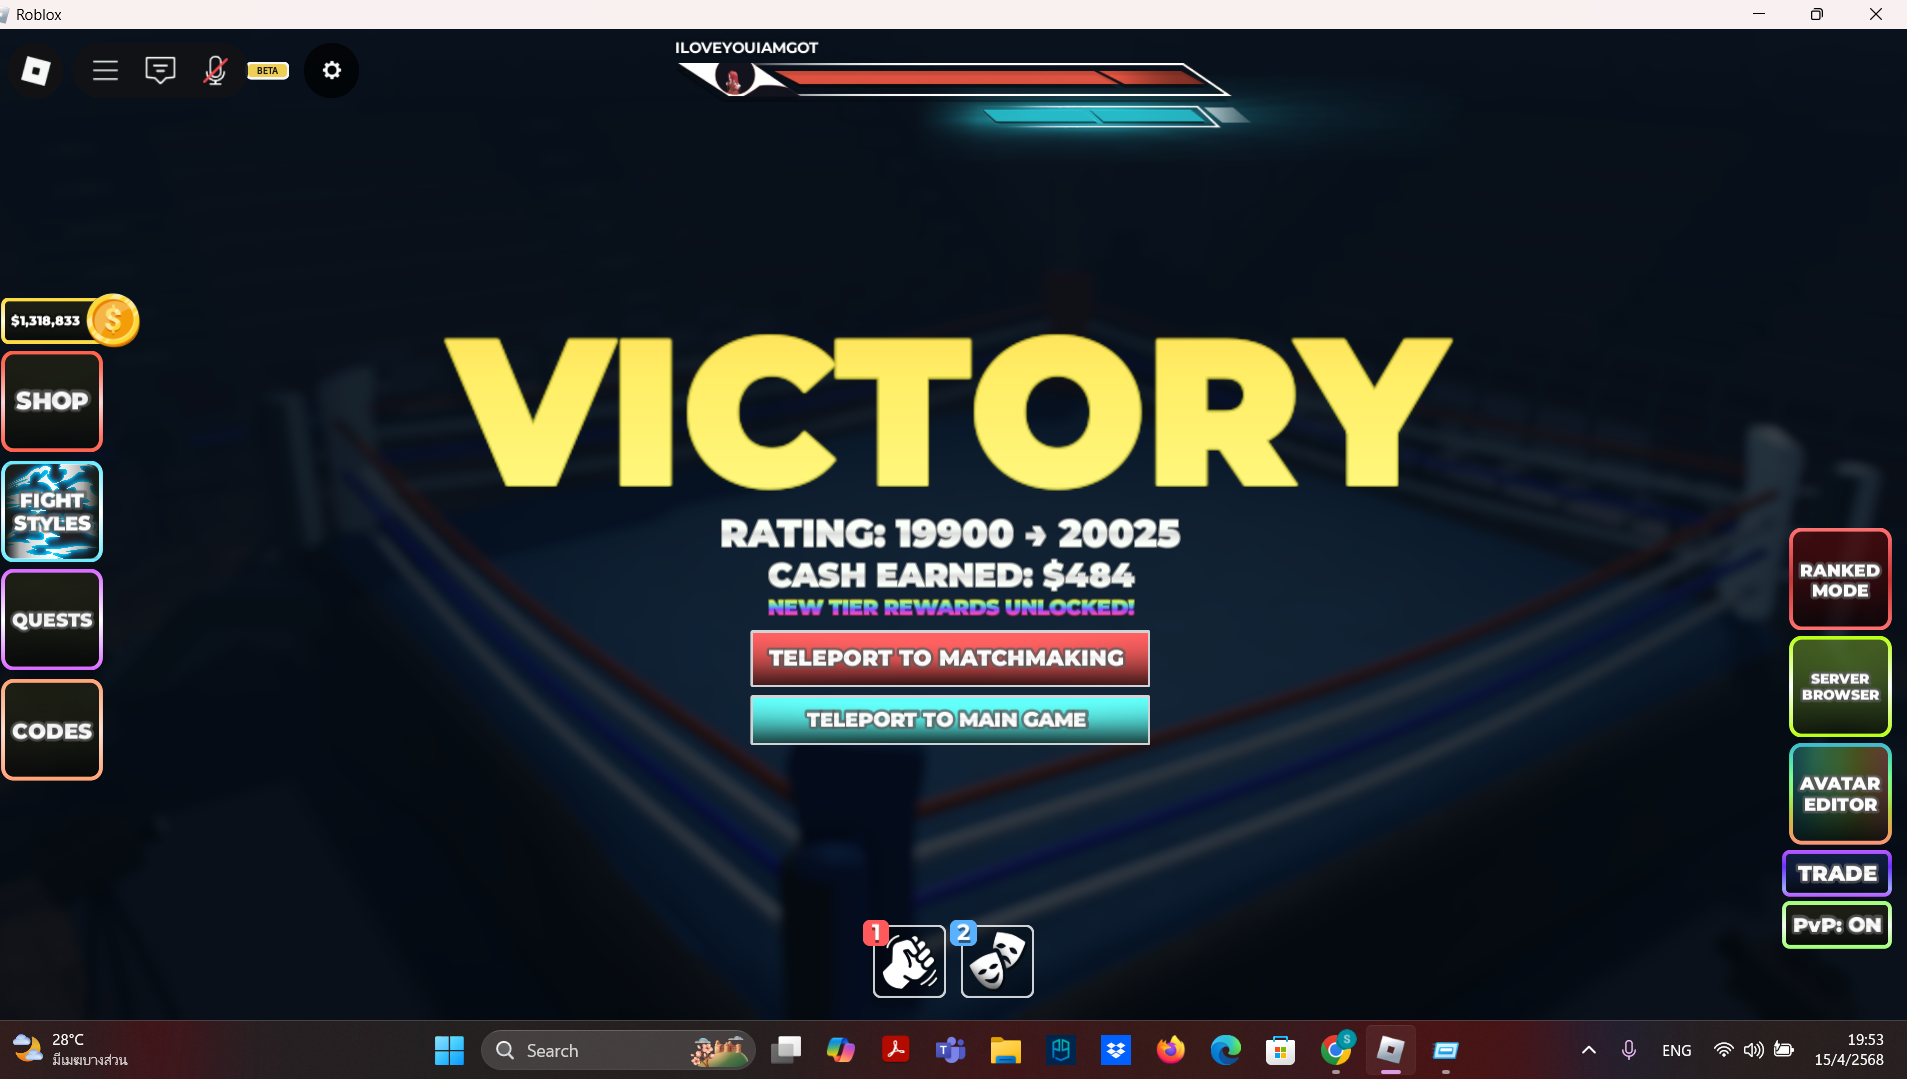 Roblox
BETA
ILOVEYOUIAMGOT
$1,318,833
SHOP
FIGHT
STYLES
QUESTS
CODES
VICTORY
RATING: 19900 → 20025
CASH EARNED: $484
NEW TIER REWARDS UNLOCKED!
TELEPORT TO MATCHMAKING
TELEPORT TO MAIN GAME
RANKED
MODE
SERVER
BROWSER
AVATAR
EDITOR
TRADE
PvP: ON
1
2
28°C
มีเมฆบางส่วน
Search
S
ENG
19:53
15/4/2568